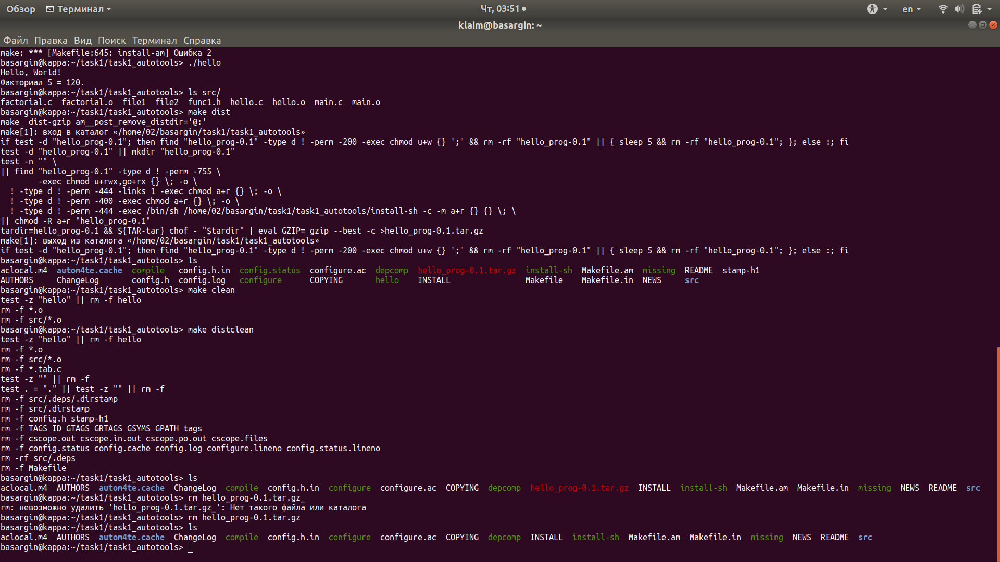 Обзор Терминал Чт, 03:51 en
klaim@basargin: ~
Файл Правка Вид Поиск Терминал Справка
make: *** [Makefile:645: install-am] Ошибка 2
basargin@kappa:~/task1/task1_autotools> ./hello
Hello, World!
Факториал 5 = 120.
basargin@kappa:~/task1/task1_autotools> ls src/
factorial.c  factorial.o  file1  file2  func1.h  hello.c  hello.o  main.c  main.o
basargin@kappa:~/task1/task1_autotools> make dist
make  dist-gzip am__post_remove_distdir='@:'
make[1]: вход в каталог «/home/02/basargin/task1/task1_autotools»
if test -d "hello_prog-0.1"; then find "hello_prog-0.1" -type d ! -perm -200 -exec chmod u+w {} ';' && rm -rf "hello_prog-0.1" || { sleep 5 && rm -rf "hello_prog-0.1"; }; else :; fi
test -d "hello_prog-0.1" || mkdir "hello_prog-0.1"
test -n "" \
|| find "hello_prog-0.1" -type d ! -perm -755 \
        -exec chmod u+rwx,go+rx {} \; -o \
  ! -type d ! -perm -444 -links 1 -exec chmod a+r {} \; -o \
  ! -type d ! -perm -400 -exec chmod a+r {} \; -o \
  ! -type d ! -perm -444 -exec /bin/sh /home/02/basargin/task1/task1_autotools/install-sh -c -m a+r {} {} \; \
|| chmod -R a+r "hello_prog-0.1"
tardir=hello_prog-0.1 && ${TAR-tar} chof - "$tardir" | eval GZIP= gzip --best -c >hello_prog-0.1.tar.gz
make[1]: выход из каталога «/home/02/basargin/task1/task1_autotools»
if test -d "hello_prog-0.1"; then find "hello_prog-0.1" -type d ! -perm -200 -exec chmod u+w {} ';' && rm -rf "hello_prog-0.1" || { sleep 5 && rm -rf "hello_prog-0.1"; }; else :; fi
basargin@kappa:~/task1/task1_autotools> ls
aclocal.m4  autom4te.cache  compile   config.h.in  config.status  configure.ac  depcomp  hello_prog-0.1.tar.gz  install-sh  Makefile.am  missing  README  stamp-h1
AUTHORS     ChangeLog       config.h  config.log   configure      COPYING       hello    INSTALL                Makefile    Makefile.in  NEWS     src
basargin@kappa:~/task1/task1_autotools> make clean
test -z "hello" || rm -f hello
rm -f *.o
rm -f src/*.o
basargin@kappa:~/task1/task1_autotools> make distclean
test -z "hello" || rm -f hello
rm -f *.o
rm -f src/*.o
rm -f *.tab.c
test -z "" || rm -f
test . = "." || test -z "" || rm -f
rm -f src/.deps/.dirstamp
rm -f src/.dirstamp
rm -f config.h stamp-h1
rm -f TAGS ID GTAGS GRTAGS GSYMS GPATH tags
rm -f cscope.out cscope.in.out cscope.po.out cscope.files
rm -f config.status config.cache config.log configure.lineno config.status.lineno
rm -rf src/.deps
rm -f Makefile
basargin@kappa:~/task1/task1_autotools> ls
aclocal.m4  AUTHORS  autom4te.cache  ChangeLog  compile  config.h.in  configure  configure.ac  COPYING  depcomp  hello_prog-0.1.tar.gz  INSTALL  install-sh  Makefile.am  Makefile.in  missing  NEWS  README  src
basargin@kappa:~/task1/task1_autotools> rm hello_prog-0.1.tar.gz_
rm: невозможно удалить 'hello_prog-0.1.tar.gz_': Нет такого файла или каталога
basargin@kappa:~/task1/task1_autotools> rm hello_prog-0.1.tar.gz
basargin@kappa:~/task1/task1_autotools> ls
aclocal.m4  AUTHORS  autom4te.cache  ChangeLog  compile  config.h.in  configure  configure.ac  COPYING  depcomp  INSTALL  install-sh  Makefile.am  Makefile.in  missing  NEWS  README  src
basargin@kappa:~/task1/task1_autotools>